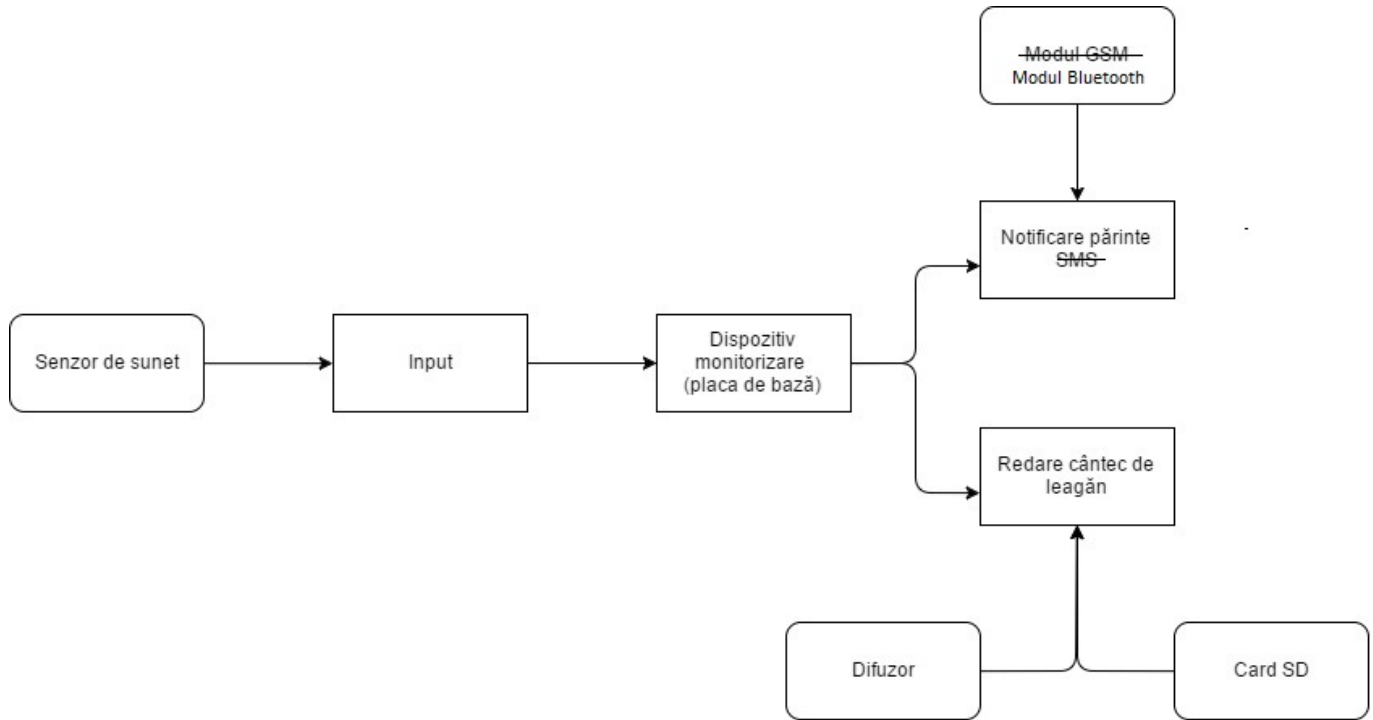 Modul GSM
Modul Bluetooth
Notificare părinte
SMS
Senzor de sunet
Input
Dispozitiv
monitorizare
(placa de bază)
Redare cântec de
leagăn
Difuzor
Card SD